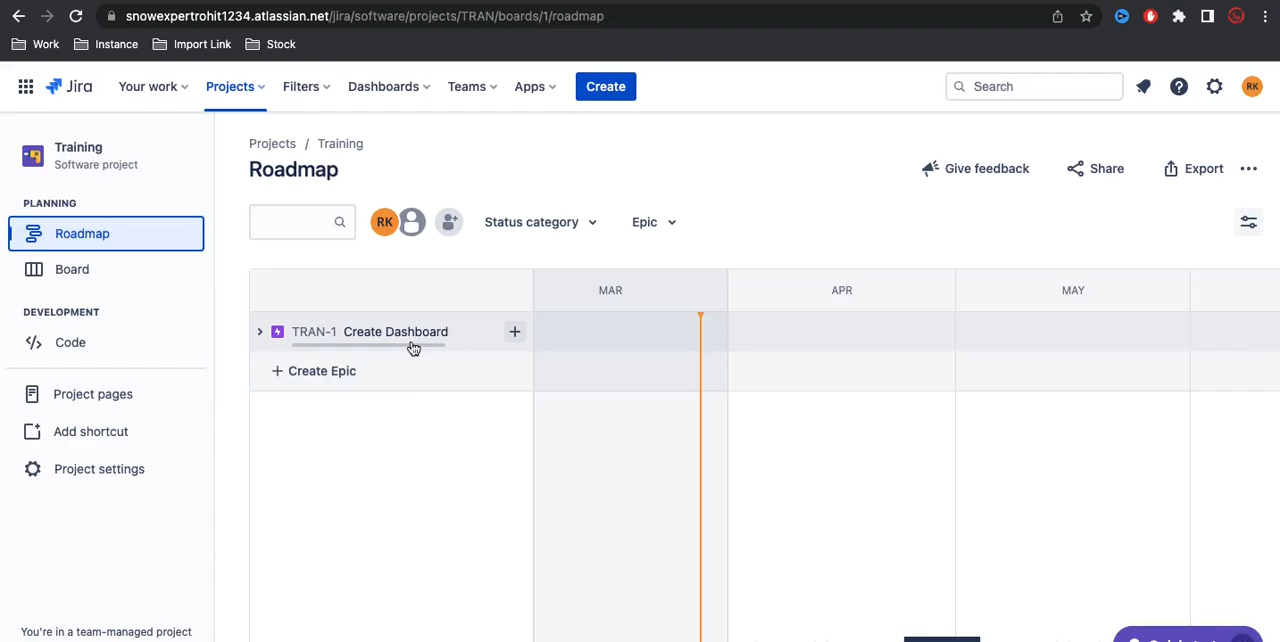 snowexpertrohit1234.atlassian.net/jira/software/projects/TRAN/boards/1/roadmap
Work Instance Import Link Stock
Jira Your work Projects Filters Dashboards Teams Apps Create Search RK
Training
Software project
Projects / Training
Roadmap
Give feedback Share Export
PLANNING
Roadmap
Board
DEVELOPMENT
Code
Project pages
Add shortcut
Project settings
You're in a team-managed project
RK Status category Epic
MAR APR MAY
TRAN-1 Create Dashboard
+ Create Epic